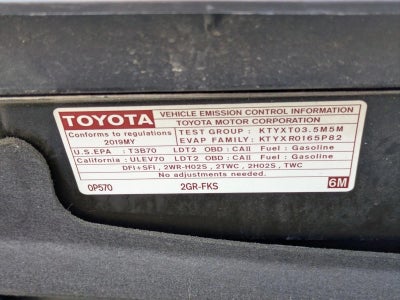 TOYOTA
VEHICLE EMISSION CONTROL INFORMATION
TOYOTA MOTOR CORPORATION
Conforms to regulations
2019MY
TEST GROUP : KTYXT03.5M5M
EVAP FAMILY: KTYXR0165P82
U.S.EPA : T3B70 LDT2 OBD:CAII Fuel: Gasoline
California: ULEV70 LDT2 OBD:CAII Fuel: Gasoline
DFI+SFI, 2WR-HO2S, 2TWC, 2HO2S, TWC
No adjustments needed.
0P570 2GR-FKS 6M